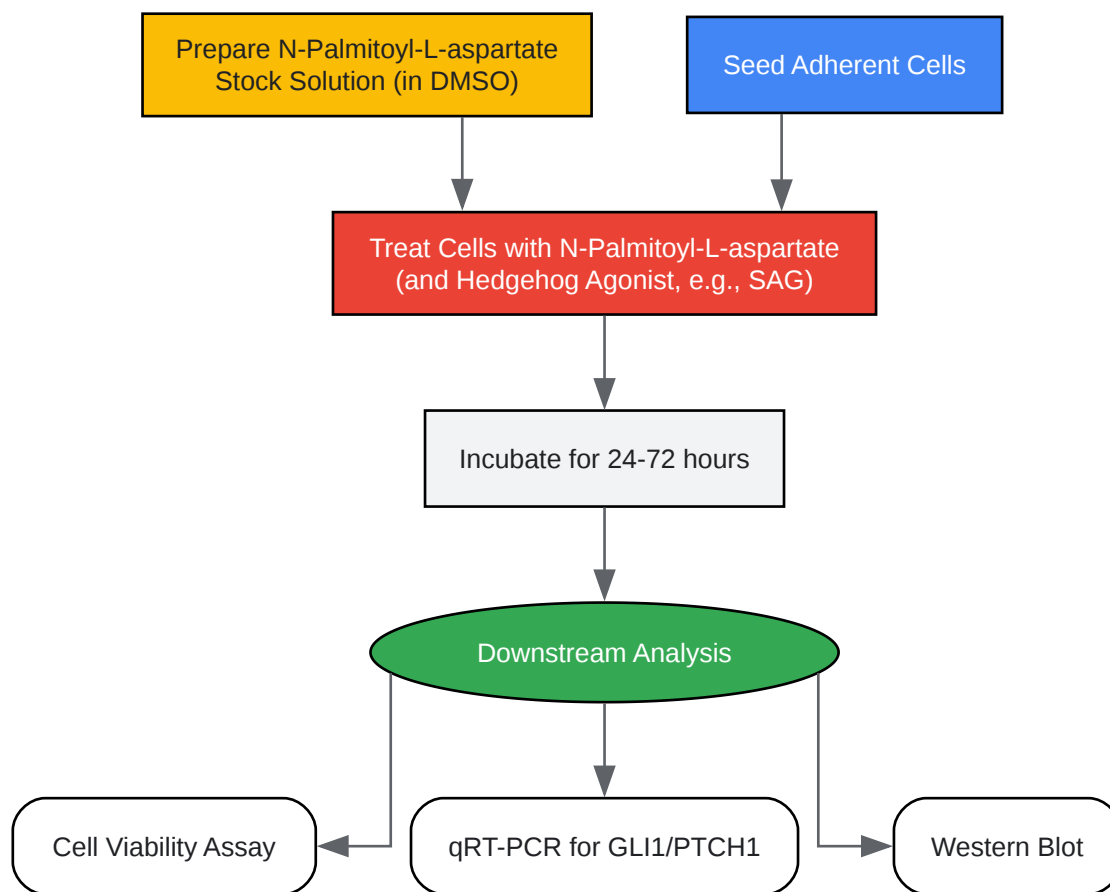 Prepare N-Palmitoyl-L-aspartate
Stock Solution (in DMSO)
Seed Adherent Cells
Treat Cells with N-Palmitoyl-L-aspartate
(and Hedgehog Agonist, e.g., SAG)
Incubate for 24-72 hours
Downstream Analysis
Cell Viability Assay
qRT-PCR for GLI1/PTCH1
Western Blot